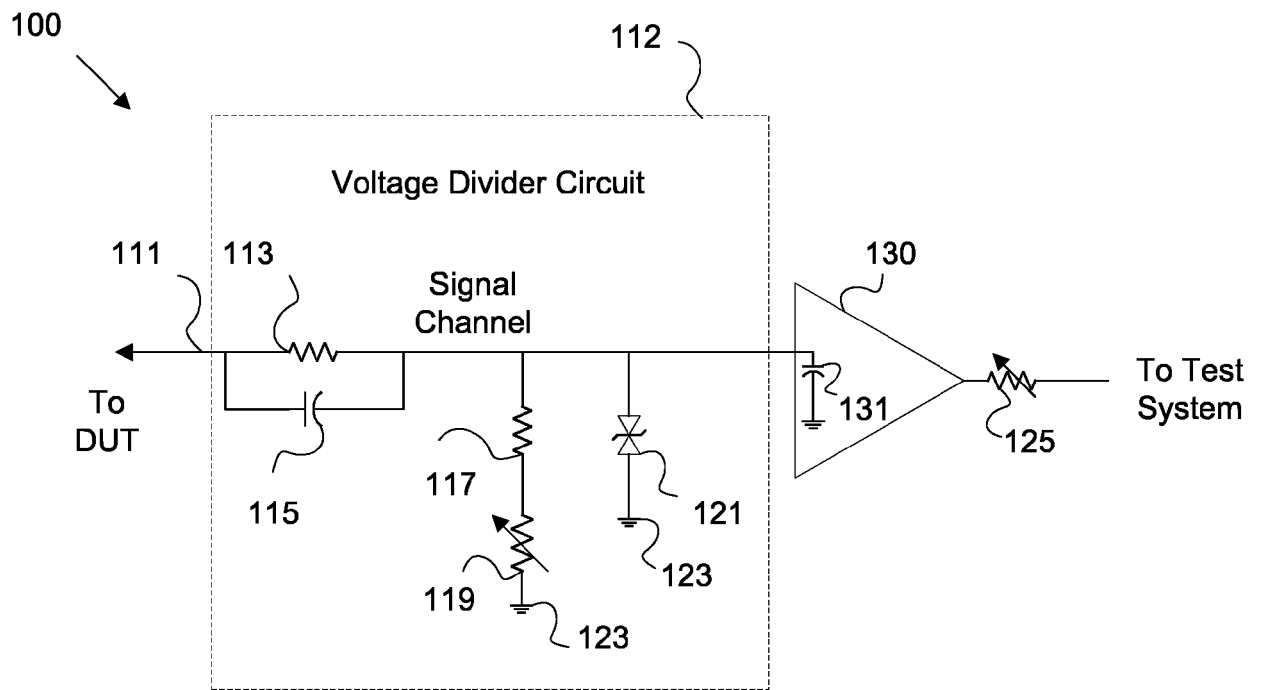 100
112
Voltage Divider Circuit
111
113
Signal
Channel
130
To
DUT
131
To Test
System
125
117
115
121
119
123
123